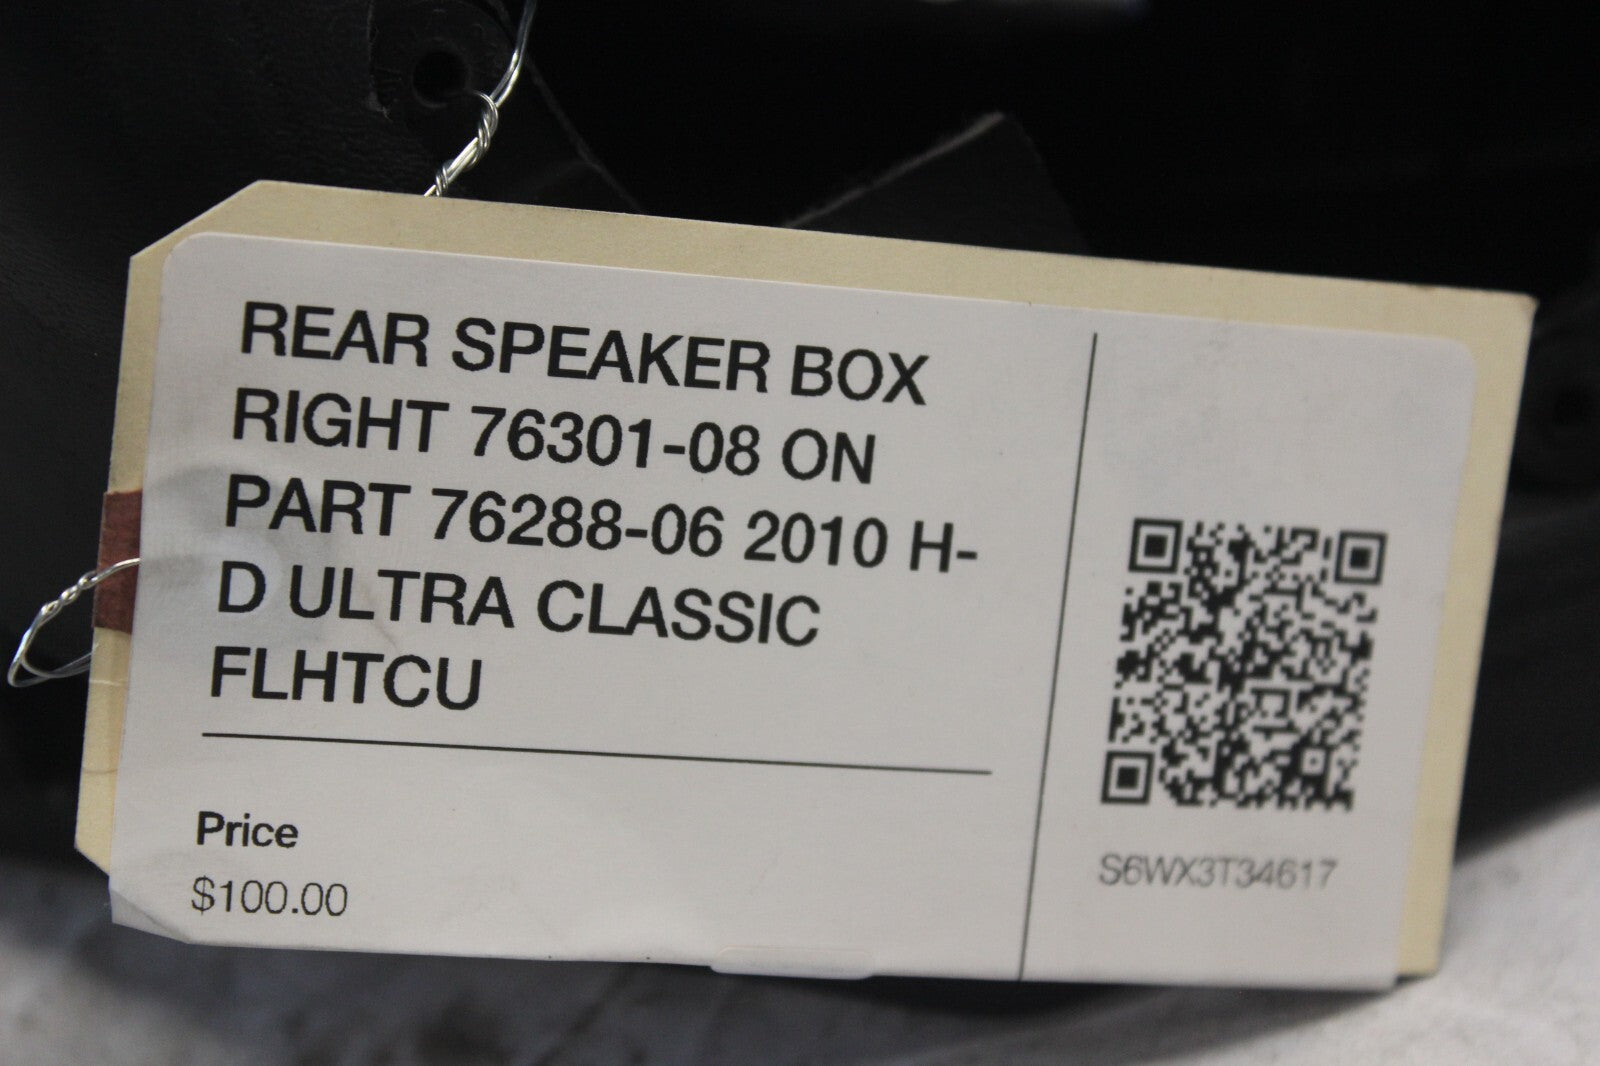 REAR SPEAKER BOX
RIGHT 76301-08 ON
PART 76288-06 2010 H-
D ULTRA CLASSIC
FLHTCU
Price
$100.00
S6WX3T34617